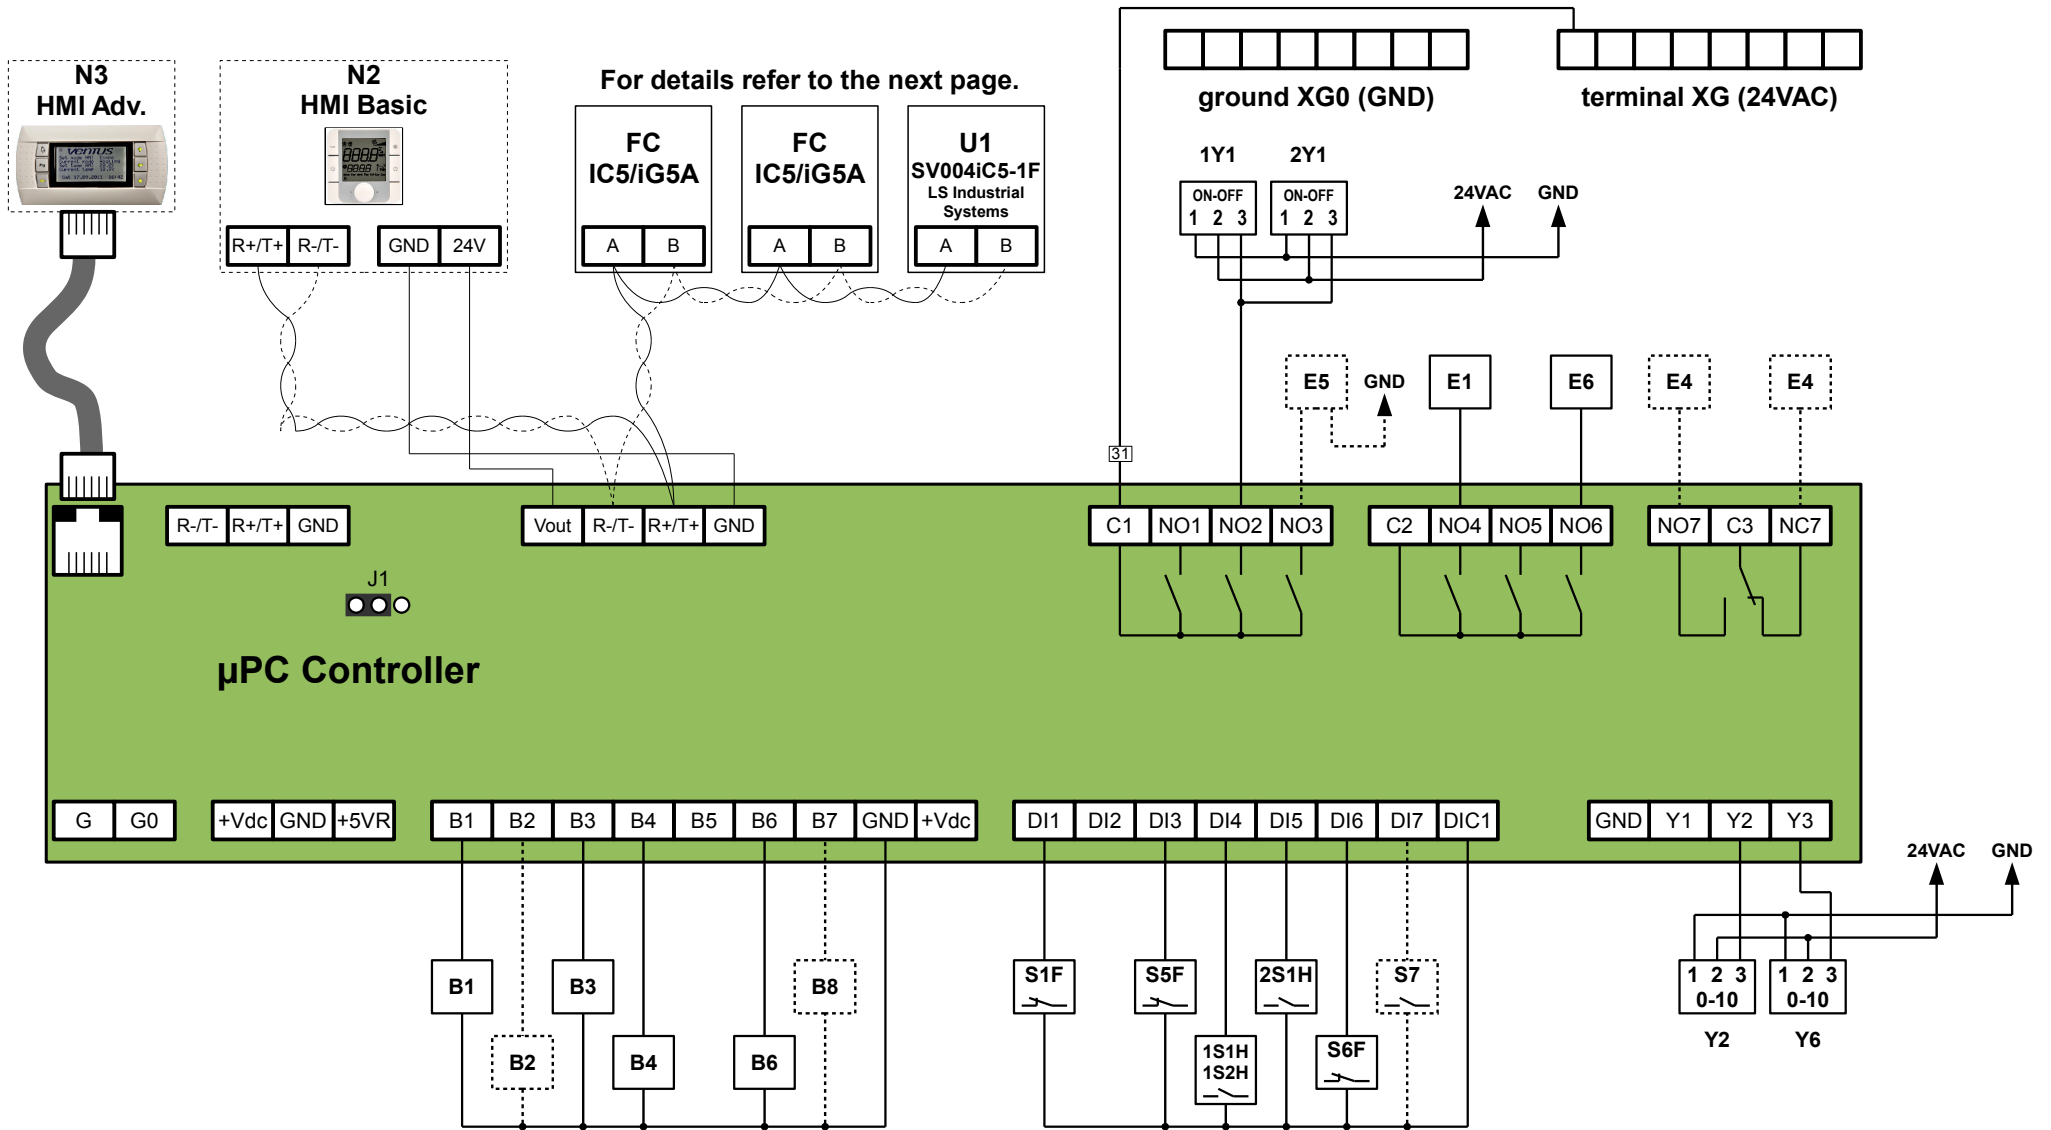 N3
HMI Adv.
VENTUS
N2
HMI Basic
For details refer to the next page.
FC
IC5/iG5A
FC
IC5/iG5A
U1
SV004iC5-1F
LS Industrial
Systems
ground XG0 (GND)
terminal XG (24VAC)
1Y1
2Y1
ON-OFF
1 2 3
ON-OFF
1 2 3
24VAC
GND
R+/T+
R-/T-
GND
24V
A
B
A
B
A
B
E5
GND
E1
E6
E4
E4
31
R-/T-
R+/T+
GND
Vout
R-/T-
R+/T+
GND
C1
NO1
NO2
NO3
C2
NO4
NO5
NO6
NO7
C3
NC7
J1
µPC Controller
G
G0
+Vdc
GND
+5VR
B1
B2
B3
B4
B5
B6
B7
GND
+Vdc
DI1
DI2
DI3
DI4
DI5
DI6
DI7
DIC1
GND
Y1
Y2
Y3
24VAC
GND
B1
B3
B8
B2
B4
B6
S1F
S5F
2S1H
S7
1S1H
1S2H
S6F
1 2 3
0-10
1 2 3
0-10
Y2
Y6